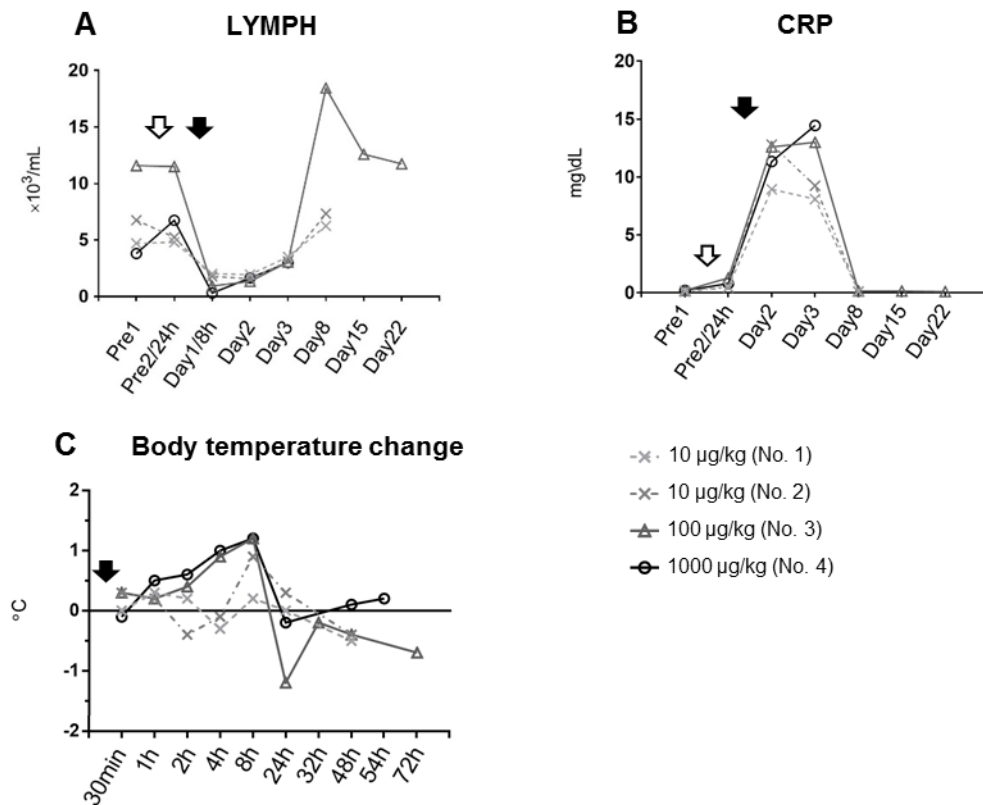 A LYMPH
20
15
10
5
0
×10³/mL
Pre1
Pre2/24h
Day1/8h
Day2
Day3
Day8
Day15
Day22
B CRP
20
15
10
5
0
mg\dL
Pre1
Pre2/24h
Day2
Day3
Day8
Day15
Day22
C Body temperature change
2
1
0
-1
-2
°C
30min
1h
2h
4h
8h
24h
32h
48h
54h
72h
10 µg/kg (No. 1)
10 µg/kg (No. 2)
100 µg/kg (No. 3)
1000 µg/kg (No. 4)